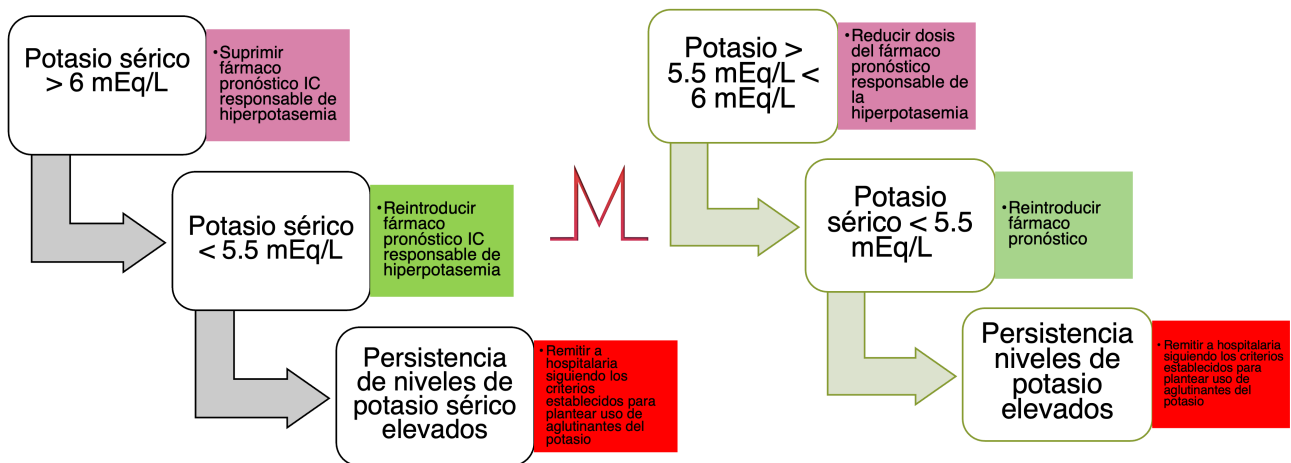 Potasio sérico
> 6 mEq/L
•Suprimir
fármaco
pronóstico IC
responsable de
hiperpotasemia
Potasio sérico
< 5.5 mEq/L
•Reintroducir
fármaco
pronóstico IC
responsable de
hiperpotasemia
Persistencia
de niveles de
potasio sérico
elevados
• Remitir a
hospitalaria
siguiendo los
criterios
establecidos para
plantear uso de
aglutinantes del
potasio
Potasio >
5.5 mEq/L <
6 mEq/L
•Reducir dosis
del fármaco
pronóstico
responsable de
la
hiperpotasemia
Potasio
sérico < 5.5
mEq/L
•Reintroducir
fármaco
pronóstico
Persistencia
niveles de
potasio
elevados
• Remitir a hospitalaria
siguiendo los criterios
establecidos para
plantear uso de
aglutinantes del
potasio